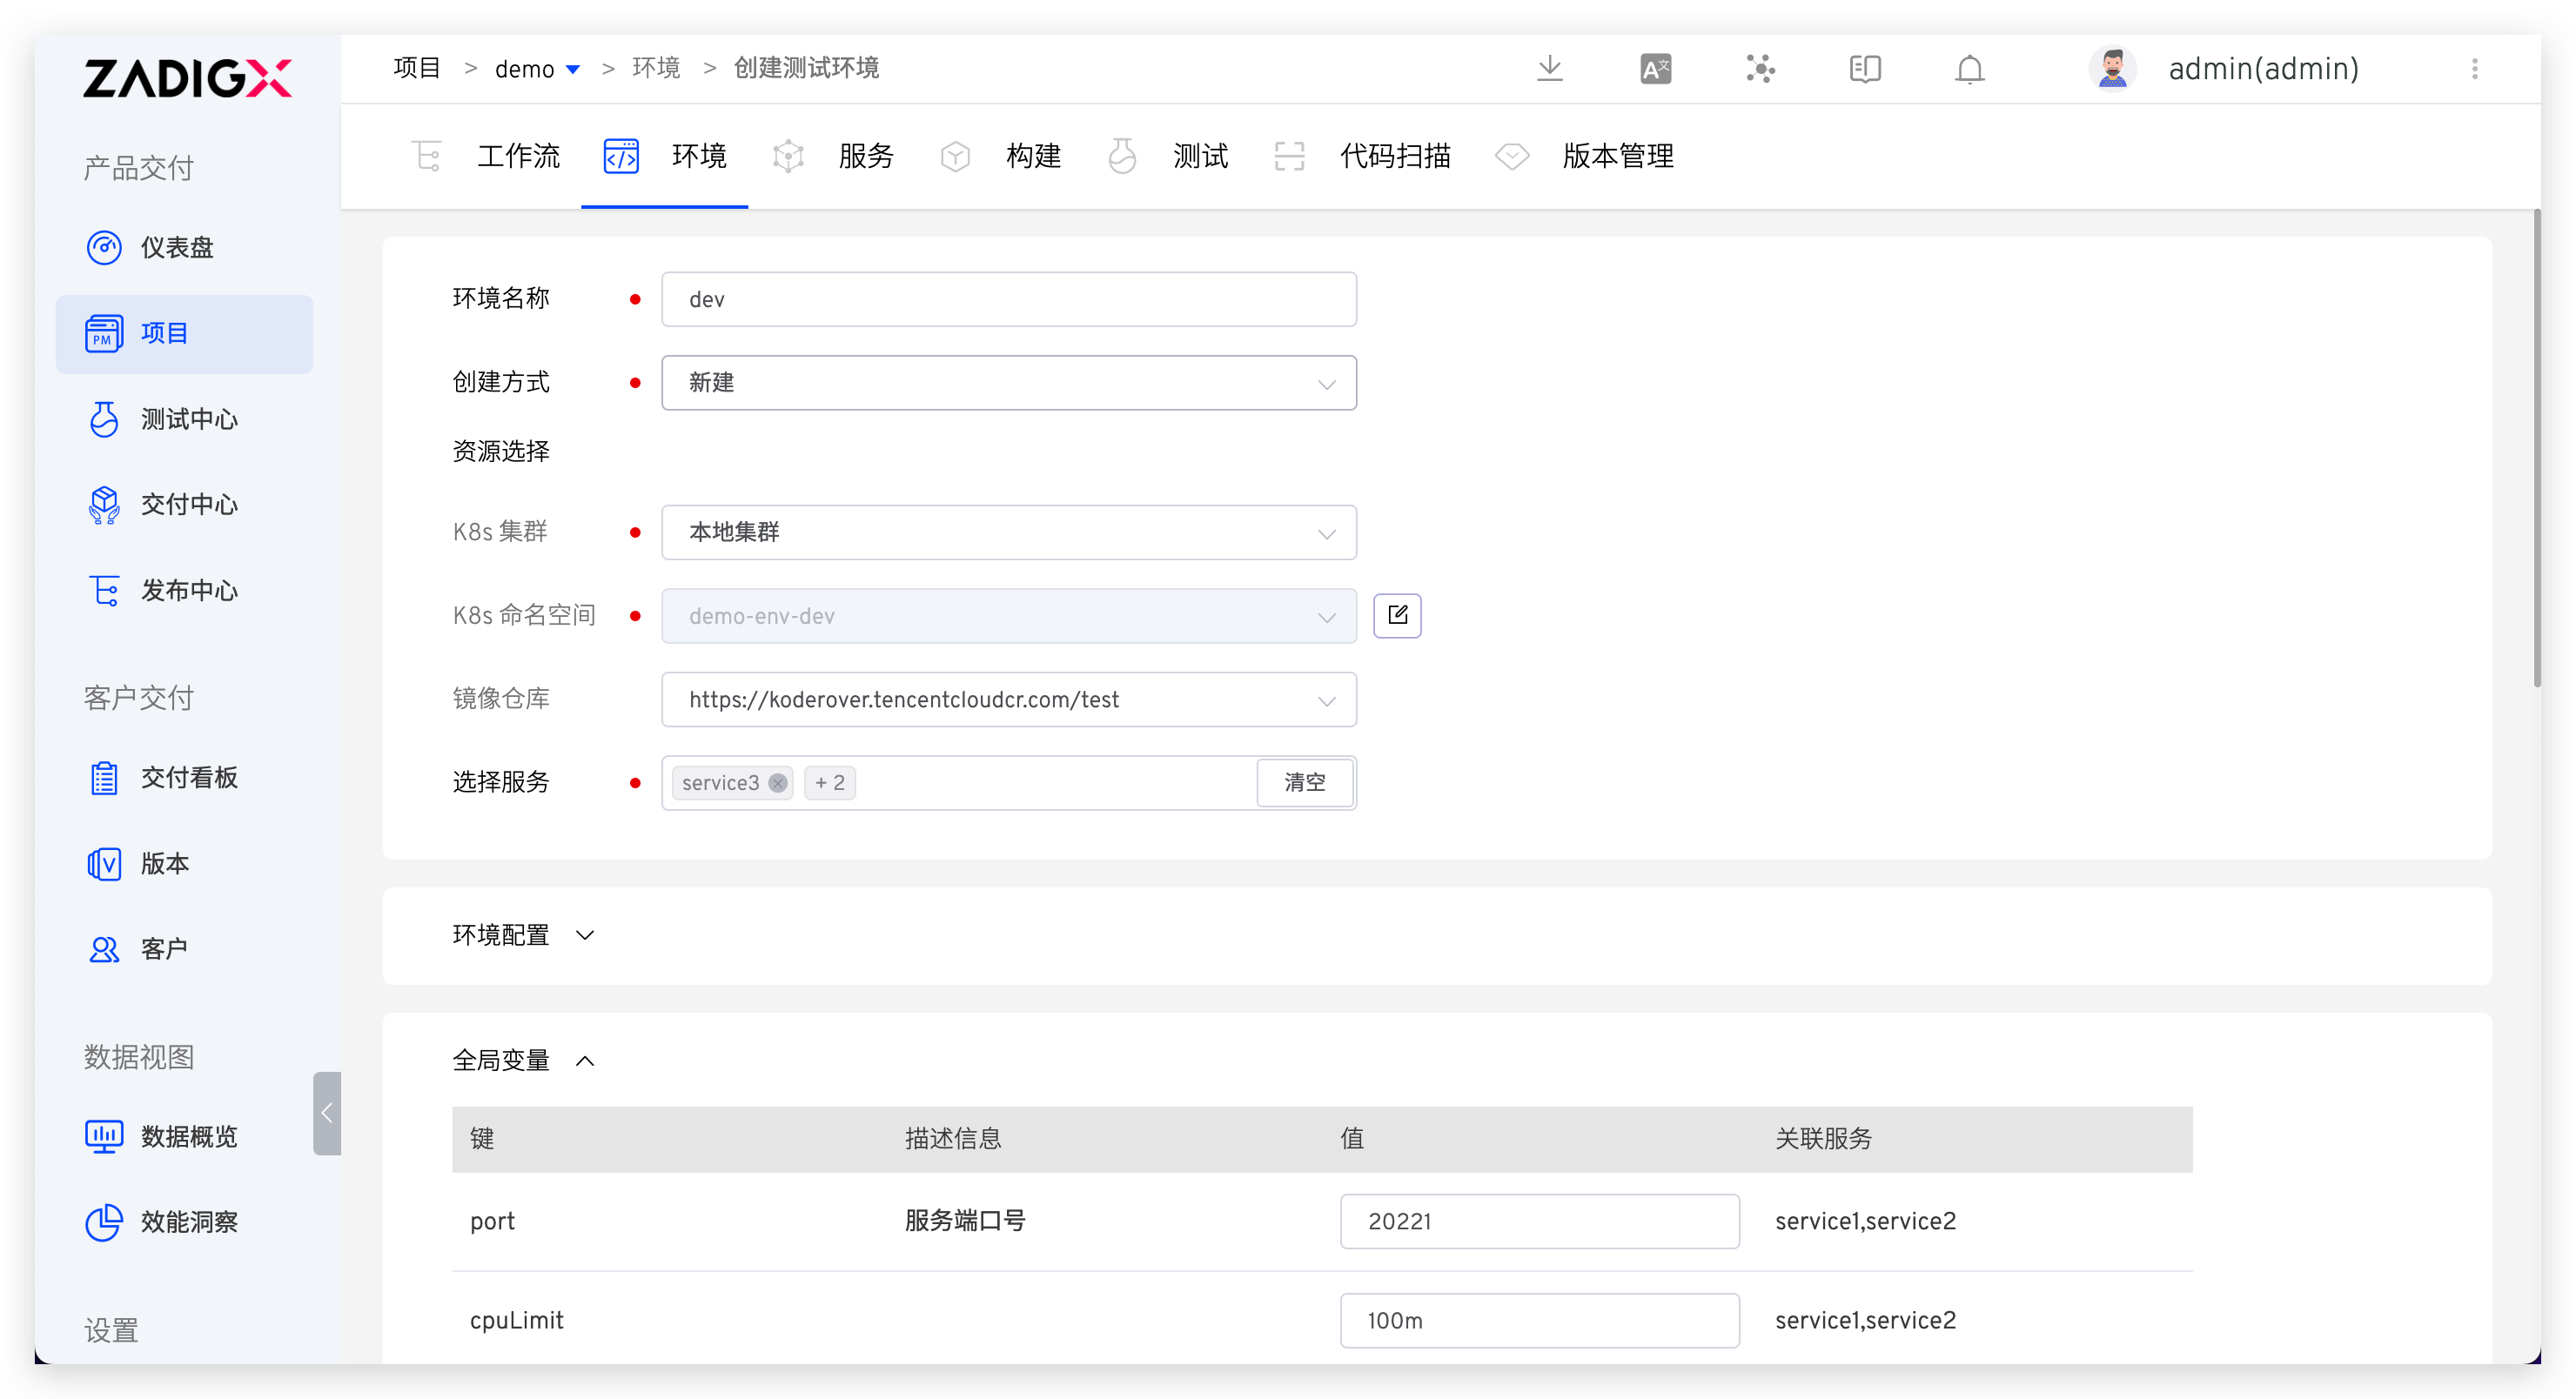 ZADIGX
产品交付
仪表盘
PM 项目
测试中心
交付中心
发布中心
客户交付
交付看板
V 版本
客户
数据视图
数据概览
效能洞察
设置
项目 > demo > 环境 > 创建测试环境
A文
admin(admin)
工作流 环境 服务 构建 测试 代码扫描 版本管理
环境名称 dev
创建方式 新建
资源选择
K8s 集群 本地集群
K8s 命名空间 demo-env-dev
镜像仓库 https://koderover.tencentcloudcr.com/test
选择服务 service3 + 2 清空
环境配置
全局变量
键 描述信息 值 关联服务
port 服务端口号 20221 service1,service2
cpuLimit 100m service1,service2